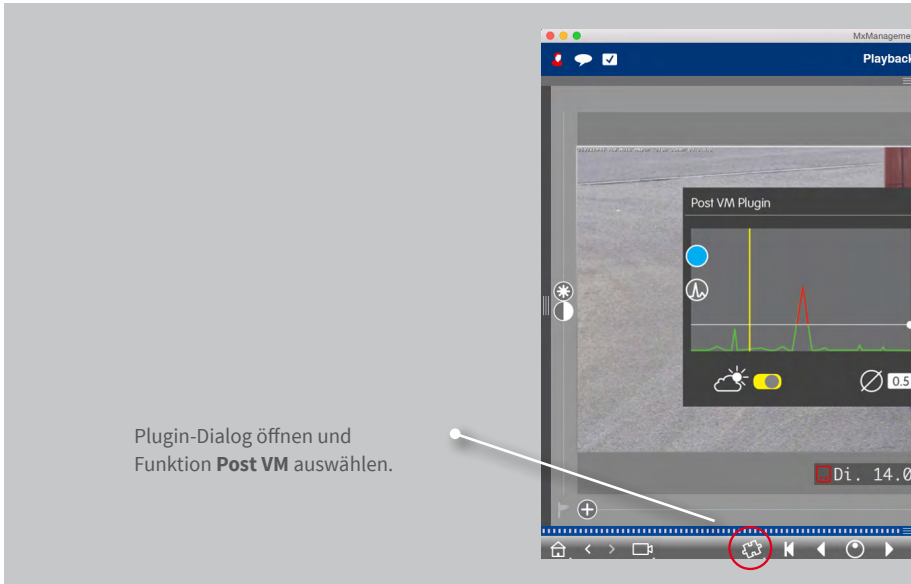 MxManageme
Playback
Post VM Plugin
0.5
Plugin-Dialog öffnen und
Funktion Post VM auswählen.
Di. 14.0